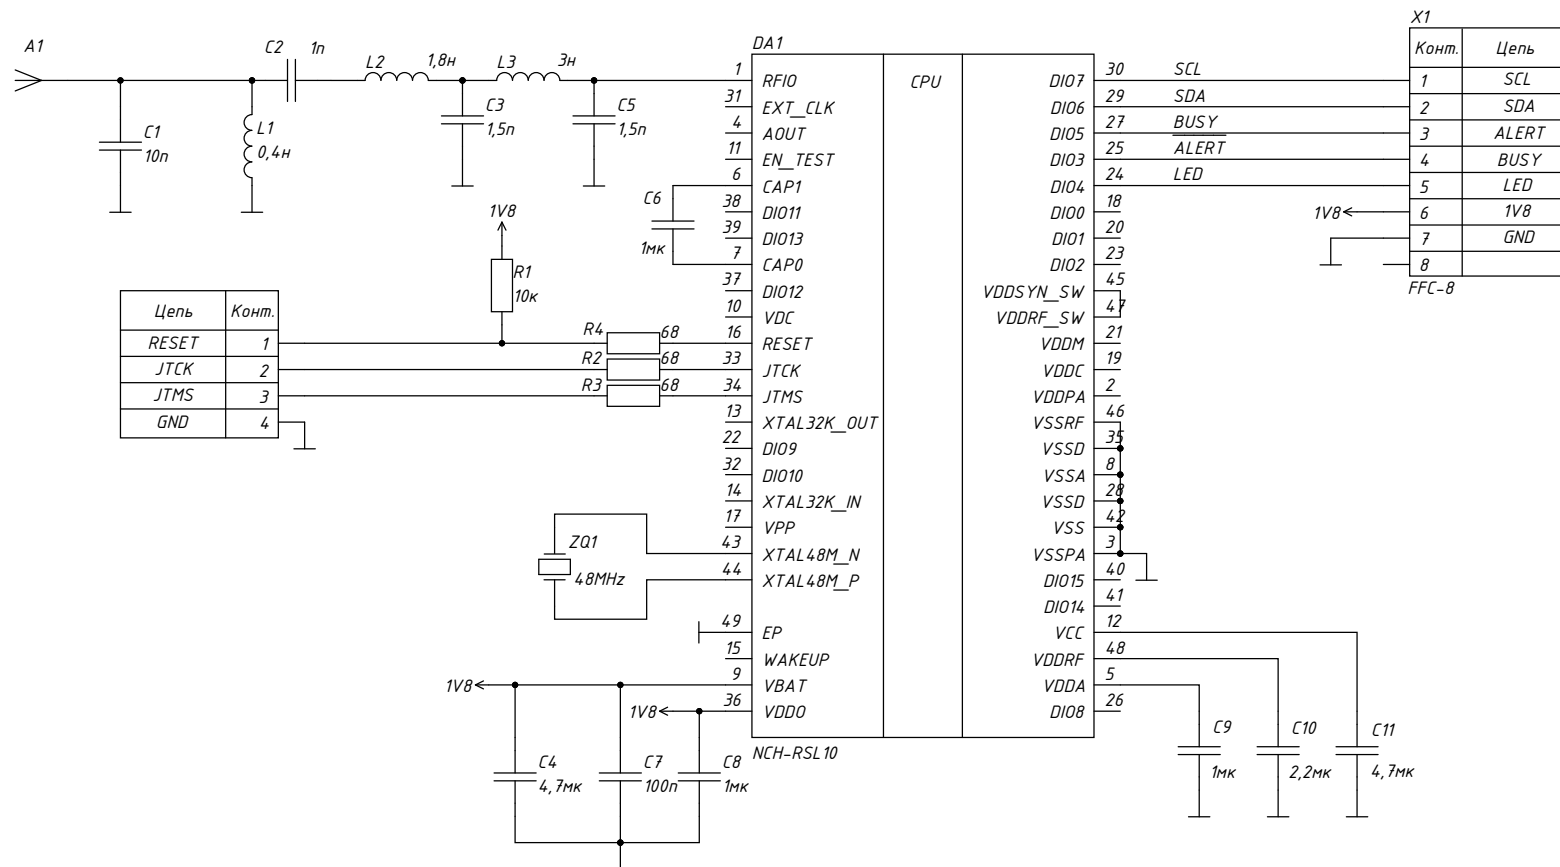 A1
C2 1п
L2 1,8н
L3 3н
C1
10п
L1
0,4н
C3
1,5п
C5
1,5п
C6
1мк
1V8
R1
10к
Цепь Конт.
RESET 1
JTCK 2
JTMS 3
GND 4
R4 68
R2 68
R3 68
ZQ1
48MHz
1V8
1V8
C4
4,7мк
C7
100п
C8
1мк
DA1
CPU
1 RFIO
31 EXT_CLK
4 AOUT
11 EN_TEST
6 CAP1
38 DIO11
39 DIO13
7 CAP0
37 DIO12
10 VDC
16 RESET
33 JTCK
34 JTMS
13 XTAL32K_OUT
22 DIO9
32 DIO10
14 XTAL32K_IN
17 VPP
43 XTAL48M_N
44 XTAL48M_P
49 EP
15 WAKEUP
9 VBAT
36 VDDO
NCH-RSL10
DIO7 30 SCL
DIO6 29 SDA
DIO5 27 BUSY
DIO3 25 ALERT
DIO4 24 LED
DIO0 18
DIO1 20
DIO2 23
VDDSYN_SW 45
VDDRF_SW 47
VDDM 21
VDDC 19
VDDPA 2
VSSRF 46
VSSD 35
VSSA 8
VSSD 28
VSS 42
VSSPA 3
DIO15 40
DIO14 41
VCC 12
VDDRF 48
VDDA 5
DIO8 26
C9
1мк
C10
2,2мк
C11
4,7мк
X1
Конт. Цепь
1 SCL
2 SDA
3 ALERT
4 BUSY
5 LED
1V8 6 1V8
7 GND
8
FFC-8